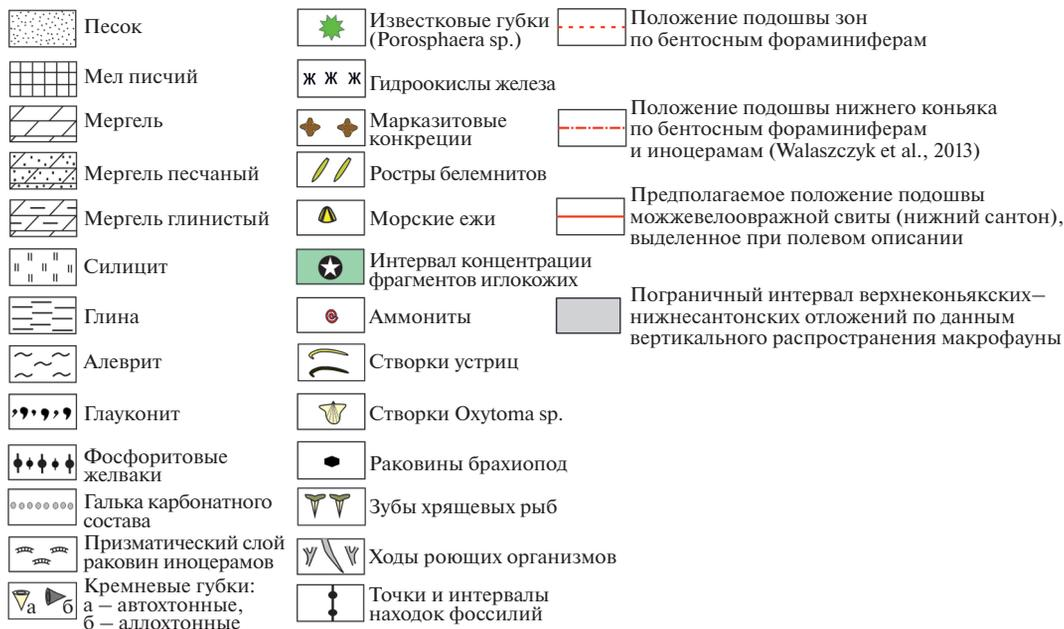 Песок
Мел писчий
Мергель
Мергель песчаный
Мергель глинистый
Силицит
Глина
Алеврит
Глауконит
Фосфоритовые
желваки
Галька карбонатного
состава
Призматический слой
раковин иноцерамов
а б
Кремневые губки:
а – автохтонные,
б – аллохтонные
Известковые губки
(Porosphaera sp.)
ж ж ж
Гидроокислы железа
Марказитовые
конкреции
Ростры белемнитов
Морские ежи
Интервал концентрации
фрагментов иглокожих
Аммониты
Створки устриц
Створки Oxytoma sp.
Раковины брахиопод
Зубы хрящевых рыб
Ходы роющих организмов
Точки и интервалы
находок фоссилий
Положение подошвы зон
по бентосным фораминиферам
Положение подошвы нижнего коньяка
по бентосным фораминиферам
и иноцерамам (Walaszczyk et al., 2013)
Предполагаемое положение подошвы
можжевелоовражной свиты (нижний сантон),
выделенное при полевом описании
Пограничный интервал верхнеконьякских–
нижнесантонских отложений по данным
вертикального распространения макрофауны